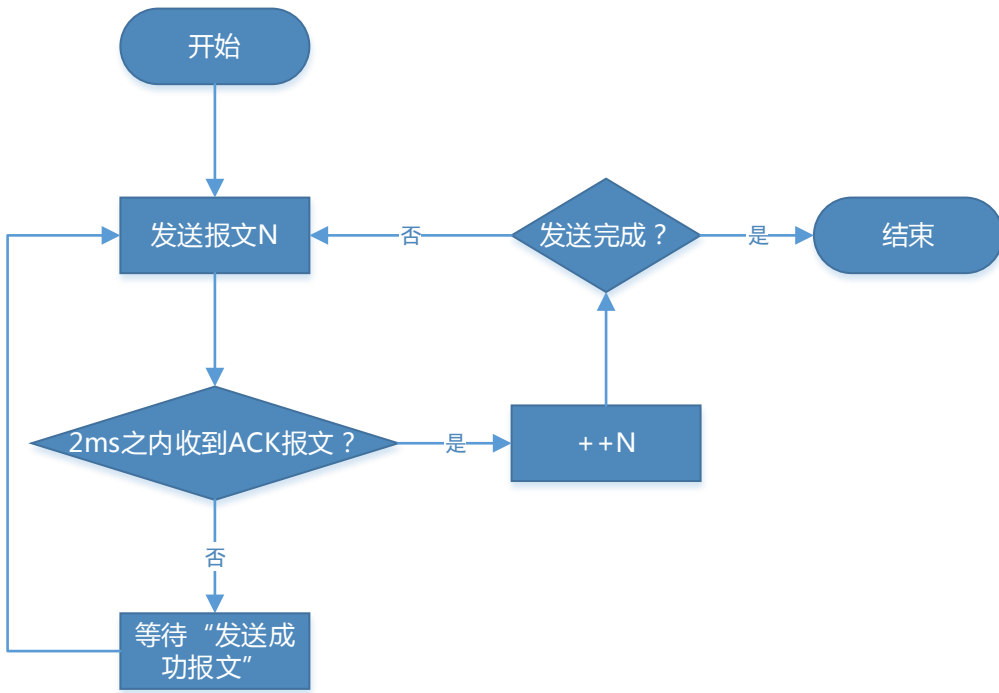 开始
发送报文N
否
发送完成？
是
结束
2ms之内收到ACK报文？
是
++N
否
等待“发送成
功报文”